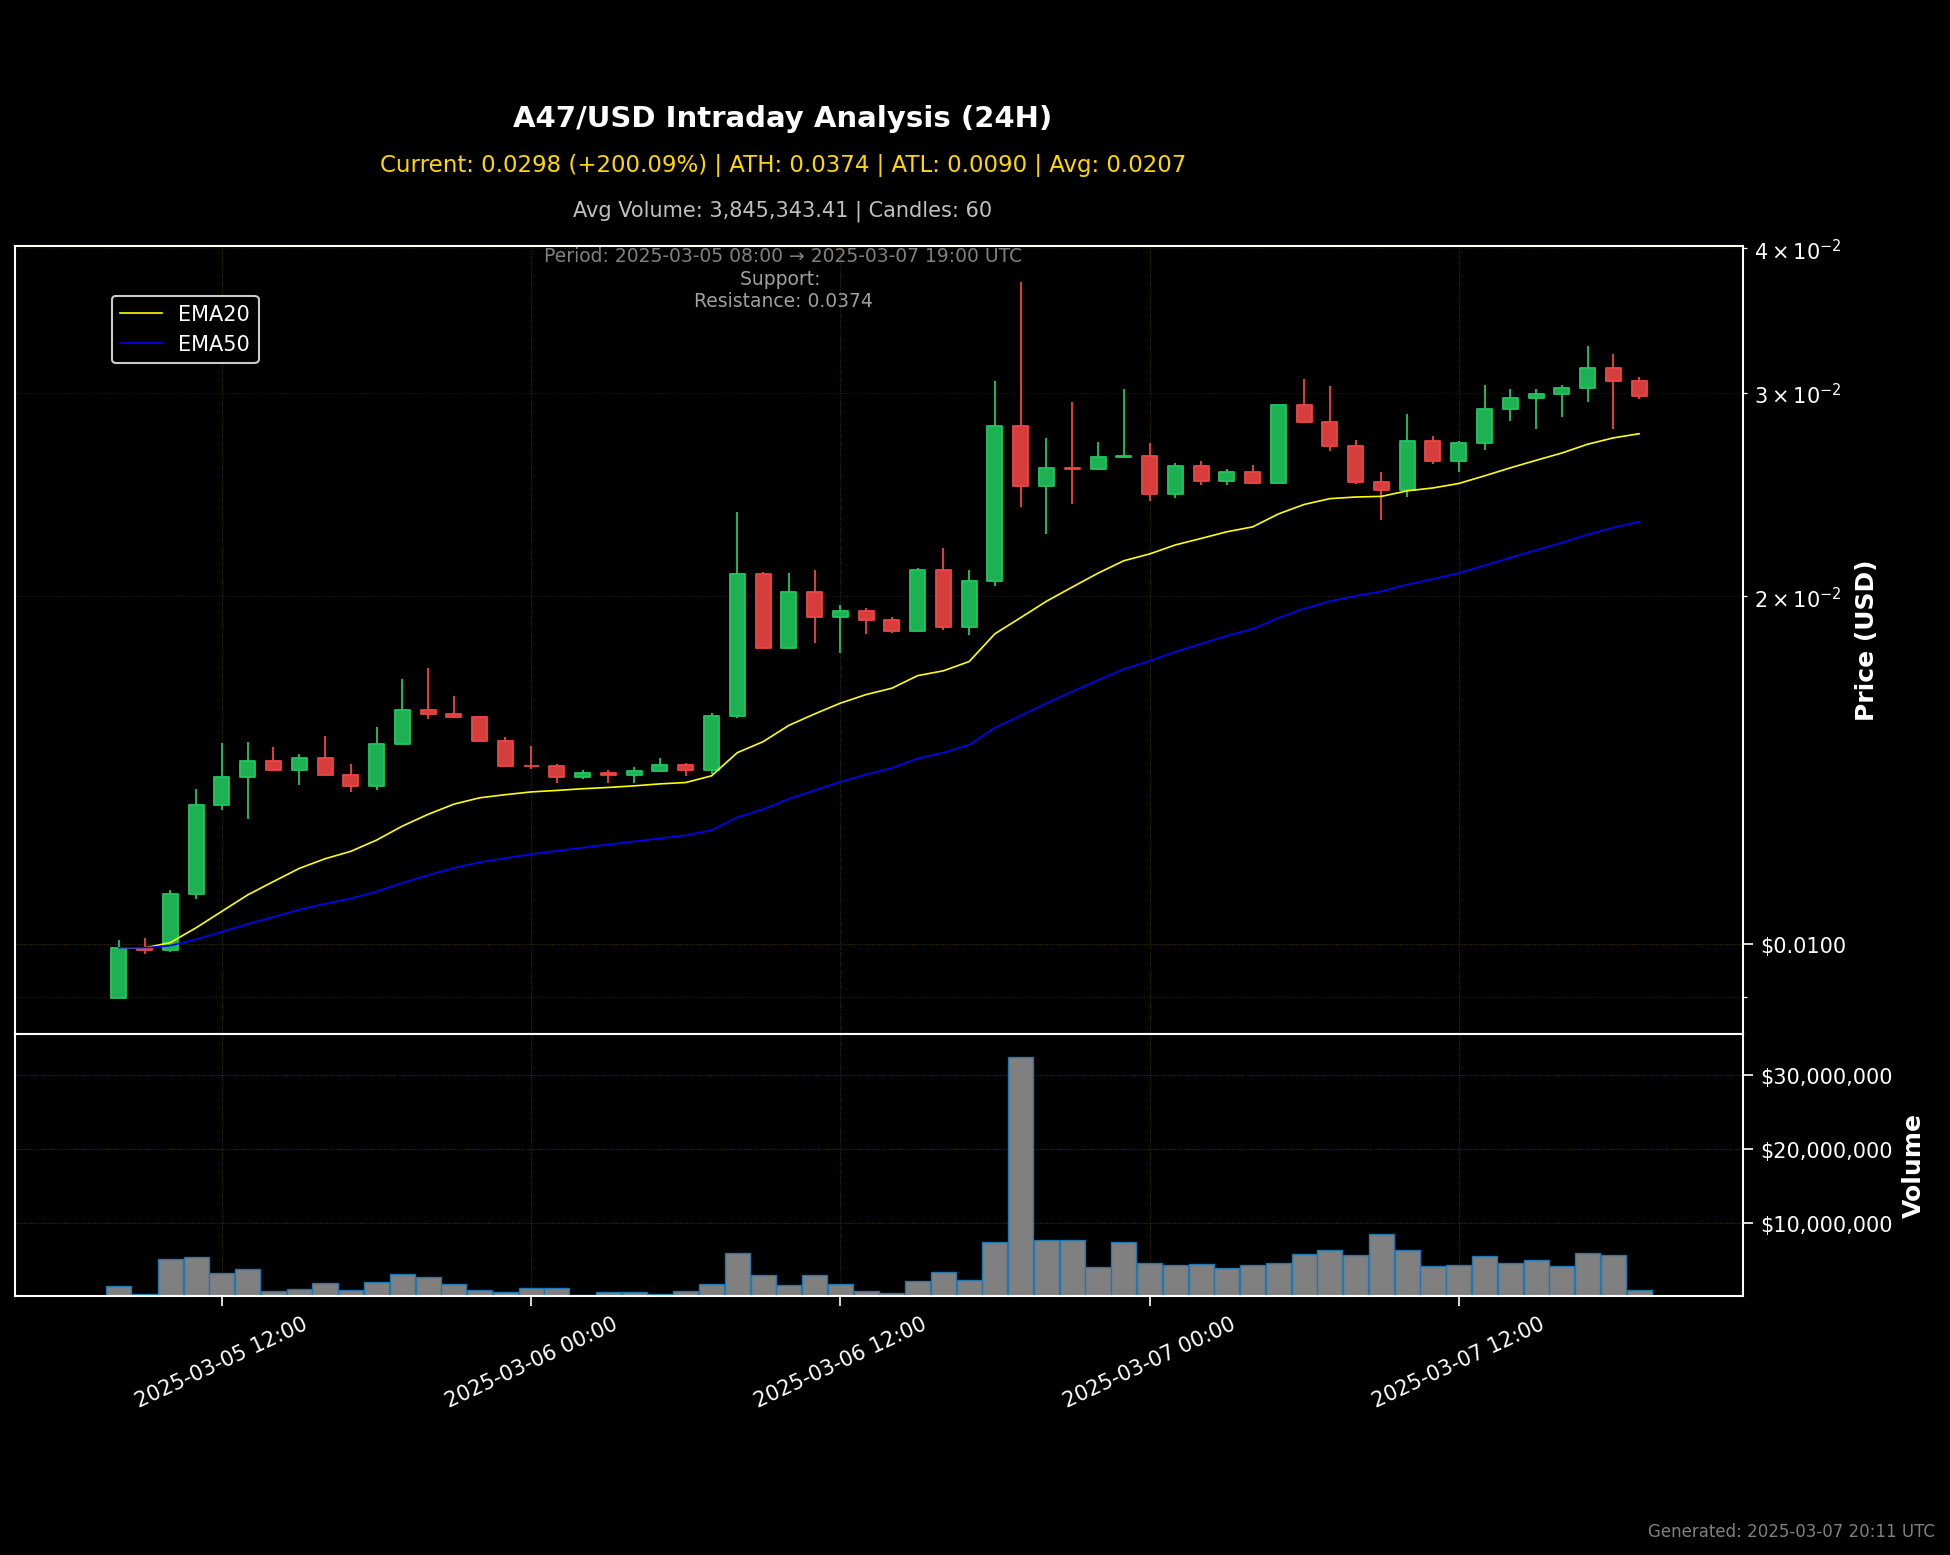 A47/USD Intraday Analysis (24H)
Current: 0.0298 (+200.09%) | ATH: 0.0374 | ATL: 0.0090 | Avg: 0.0207
Avg Volume: 3,845,343.41 | Candles: 60
Period: 2025-03-05 08:00 → 2025-03-07 19:00 UTC
Support:
Resistance: 0.0374
EMA20
EMA50
4 × 10⁻²
3 × 10⁻²
2 × 10⁻²
$0.0100
Price (USD)
$30,000,000
$20,000,000
$10,000,000
Volume
2025-03-05 12:00
2025-03-06 00:00
2025-03-06 12:00
2025-03-07 00:00
2025-03-07 12:00
Generated: 2025-03-07 20:11 UTC